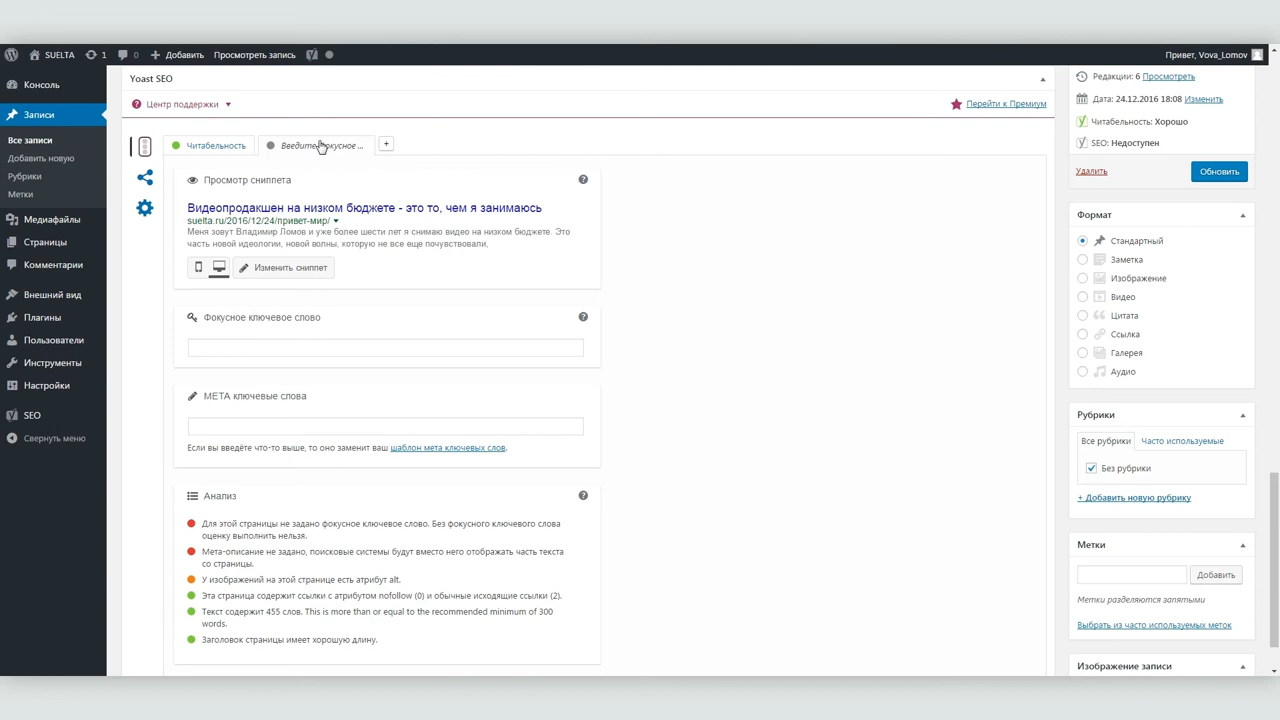 SUELTA 1 0 Добавить Просмотреть запись
Привет, Vova_Lomov
Консоль
Записи
Все записи
Добавить новую
Рубрики
Метки
Медиафайлы
Страницы
Комментарии
Внешний вид
Плагины
Пользователи
Инструменты
Настройки
SEO
Свернуть меню
Yoast SEO
Центр поддержки
Перейти к Премиум
Читабельность
+
Просмотр сниппета
Видеопродакшен на низком бюджете - это то, чем я занимаюсь
suelta.ru/2016/12/24/привет-мир/
Меня зовут Владимир Ломов и уже более шести лет я снимаю видео на низком бюджете. Это
часть новой идеологии, новой волны, которую не все еще почувствовали,
Изменить сниппет
Фокусное ключевое слово
META ключевые слова
Если вы введёте что-то выше, то оно заменит ваш шаблон мета ключевых слов.
Анализ
Для этой страницы не задано фокусное ключевое слово. Без фокусного ключевого слова
оценку выполнить нельзя.
Мета-описание не задано, поисковые системы будут вместо него отображать часть текста
со страницы.
У изображений на этой странице есть атрибут alt.
Эта страница содержит ссылки с атрибутом nofollow (0) и обычные исходящие ссылки (2).
Текст содержит 455 слов. This is more than or equal to the recommended minimum of 300
words.
Заголовок страницы имеет хорошую длину.
Редакции: 6 Просмотреть
Дата: 24.12.2016 18:08 Изменить
Читабельность: Хорошо
SEO: Недоступен
Удалить
Обновить
Формат
Стандартный
Заметка
Изображение
Видео
Цитата
Ссылка
Галерея
Аудио
Рубрики
Все рубрики Часто используемые
Без рубрики
+ Добавить новую рубрику
Метки
Добавить
Метки разделяются запятыми
Выбрать из часто используемых меток
Изображение записи